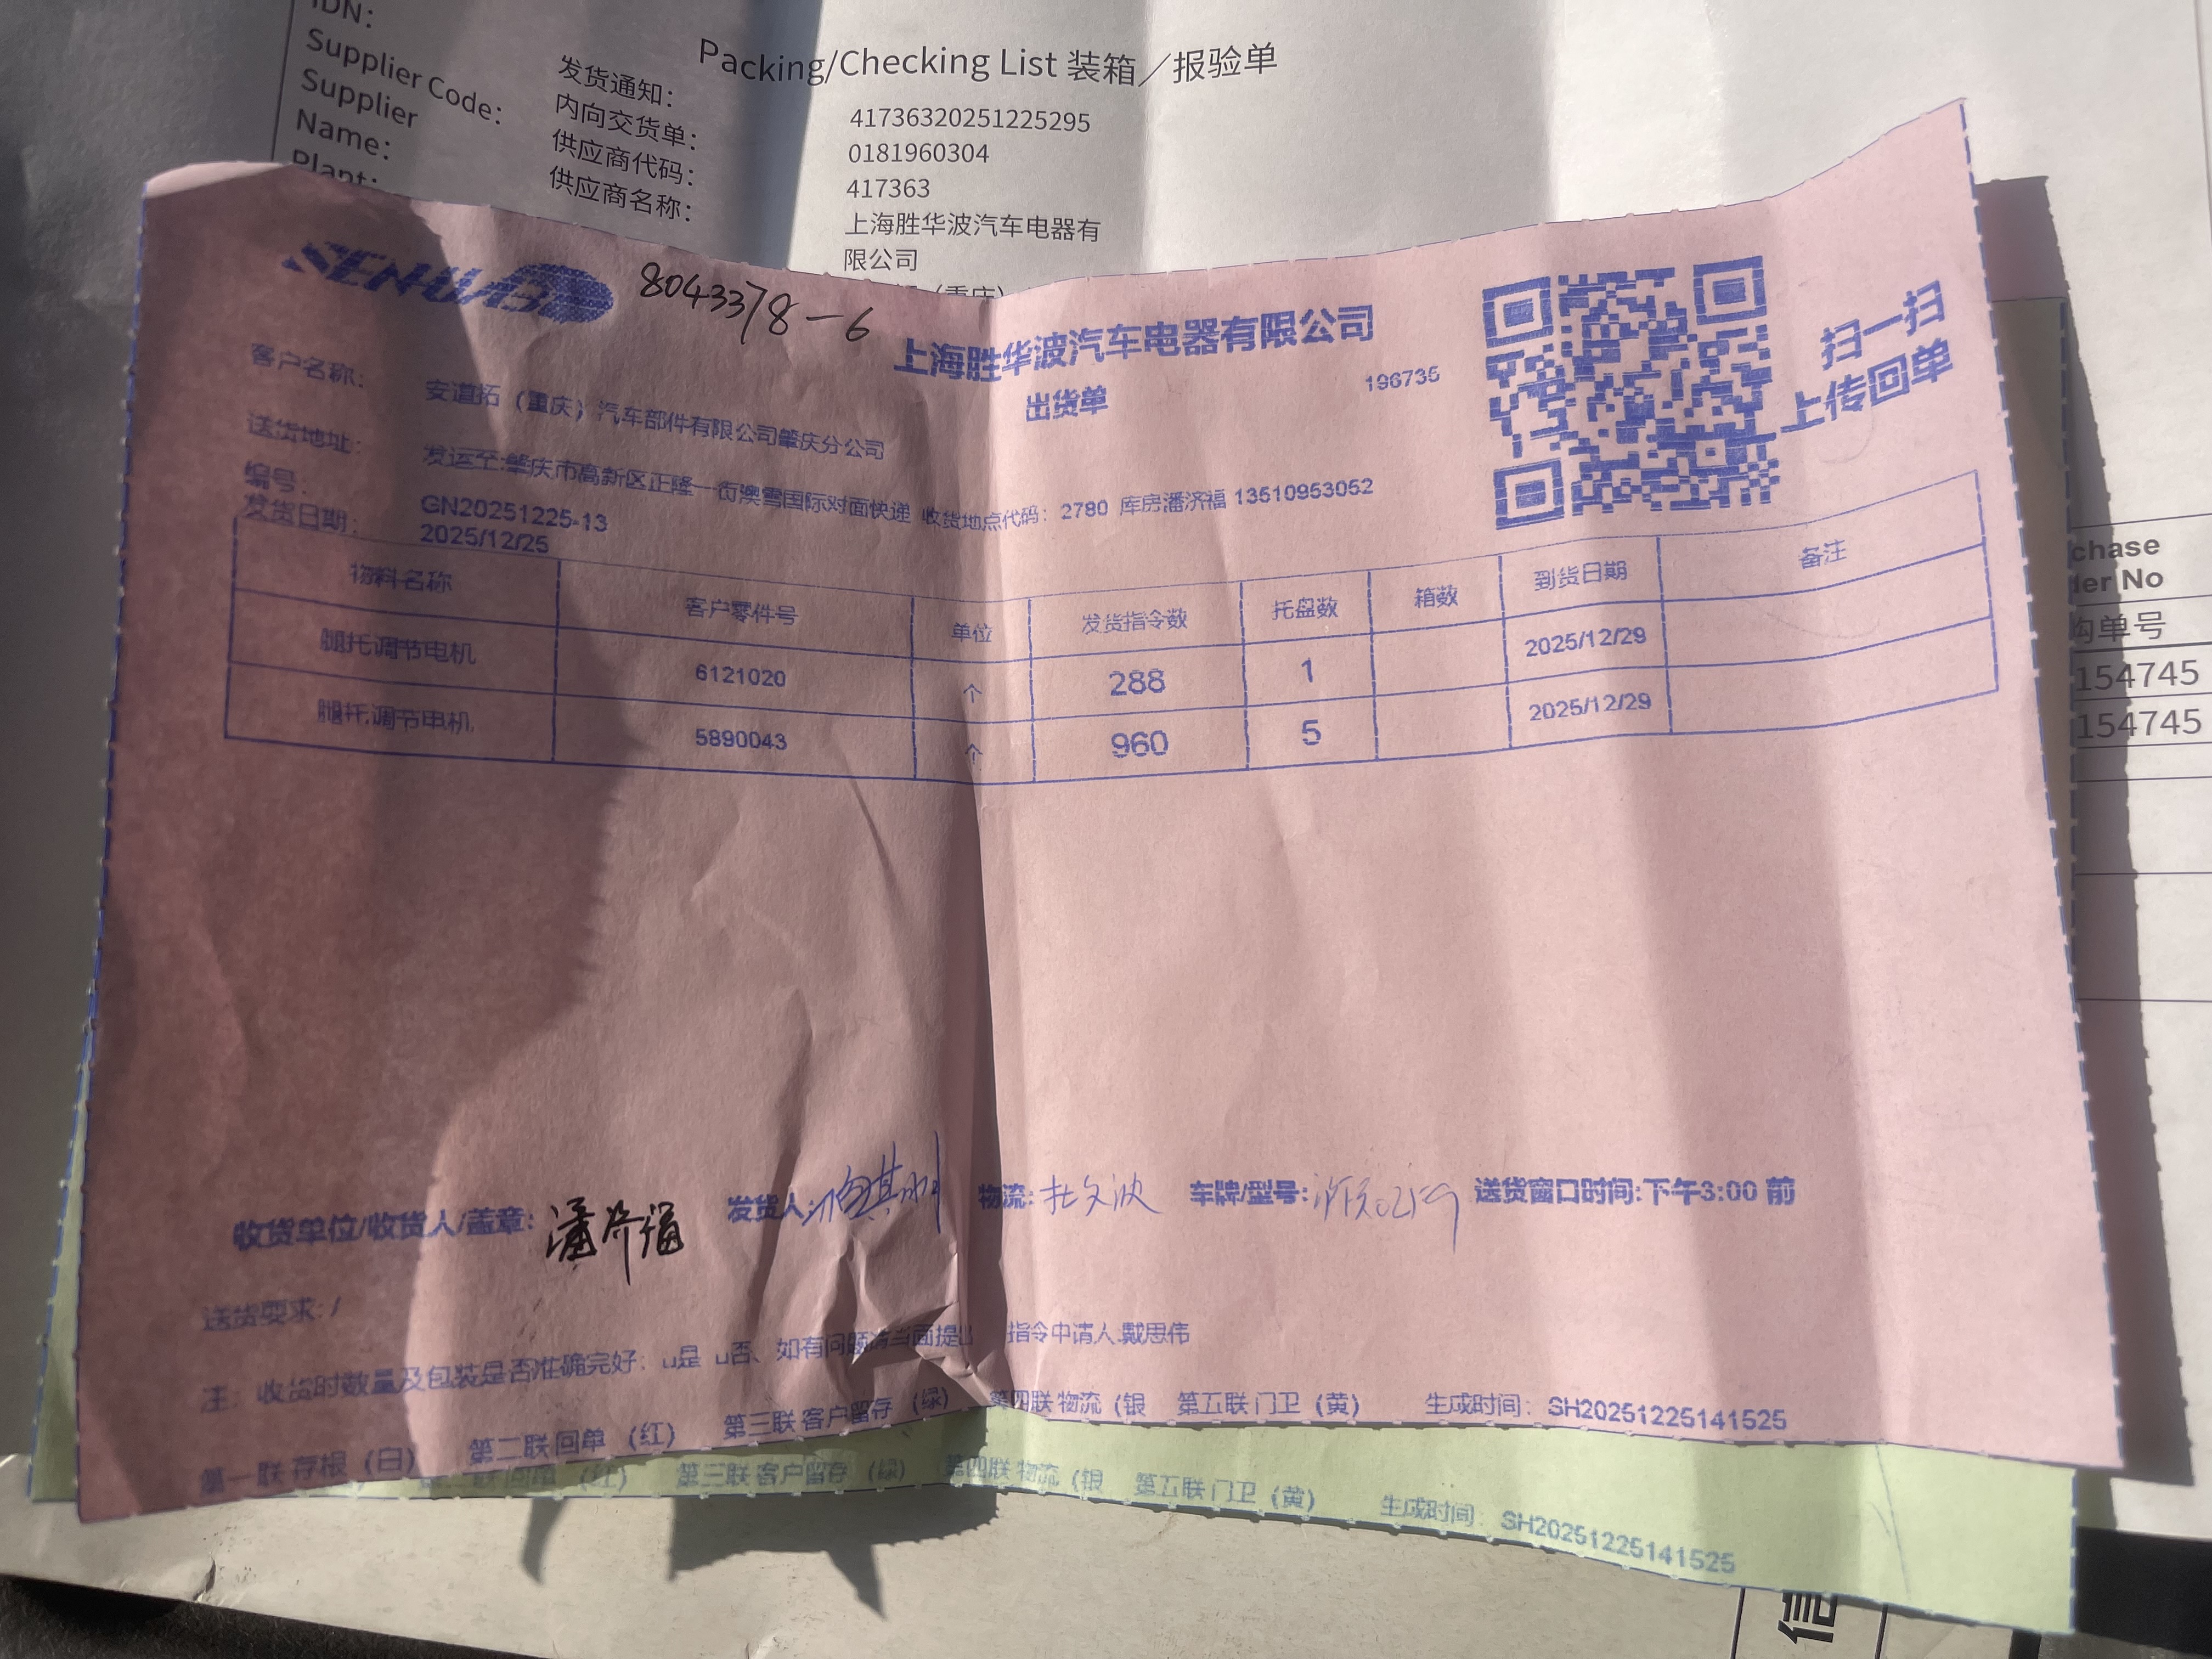 Packing/Checking List 装箱／报验单
IDN:
发货通知: 41736320251225295
Supplier Code: 内向交货单: 0181960304
Supplier 供应商代码: 417363
Name: 供应商名称: 上海胜华波汽车电器有
限公司
Plant:
(重庆)
8043378-6
上海胜华波汽车电器有限公司
出货单
196735
扫一扫
上传回单
客户名称: 安道拓（重庆）汽车部件有限公司肇庆分公司
送货地址: 发运至:肇庆市高新区正隆一街澳雪国际对面快递 收货地点代码: 2780 库房潘济福 13510953052
编号: GN20251225-13
发货日期: 2025/12/25
物料名称 客户零件号 单位 发货指令数 托盘数 箱数 到货日期 备注
腿托调节电机 6121020 个 288 1 2025/12/29
腿托调节电机 5890043 个 960 5 2025/12/29
chase
der No
购单号
154745
154745
收货单位/收货人/盖章: 潘济福 发货人: 物流: 杜文波 车牌/型号: 送货窗口时间:下午3:00 前
送货要求: /
注: 收货时数量及包装是否准确完好: u是 u否、如有问题请当面提出 指令申请人:戴思伟
第一联 存根 (白) 第二联 回单 (红) 第三联 客户留存 (绿) 第四联 物流 (银 第五联 门卫 (黄) 生成时间: SH20251225141525
(红) 第三联 客户留存 (绿) 第四联 物流 (银 第五联 门卫 (黄) 生成时间: SH20251225141525
信